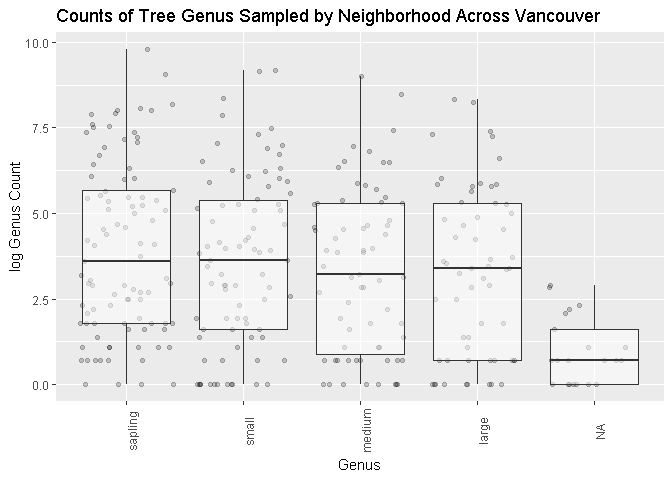 Counts of Tree Genus Sampled by Neighborhood Across Vancouver
10.0
7.5
5.0
2.5
0.0
log Genus Count
sapling
small
medium
large
NA
Genus